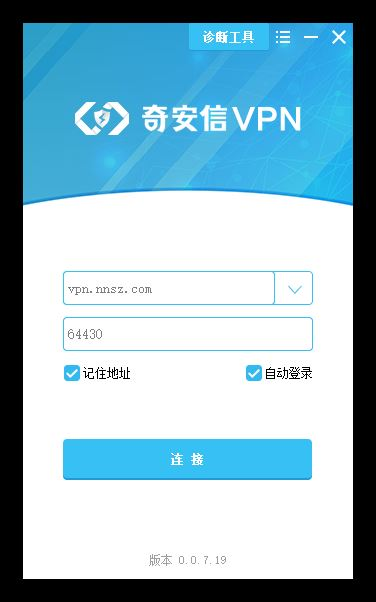 诊断工具
奇安信VPN
vpn.nnsz.com
64430
记住地址 自动登录
连 接
版本 0.0.7.19